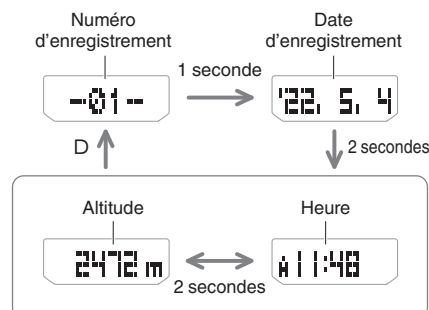 Numéro
d'enregistrement
Date
d'enregistrement
1 seconde
-01-
'22. 5. 4
D
2 secondes
Altitude
Heure
2472 m
A 11:48
2 secondes